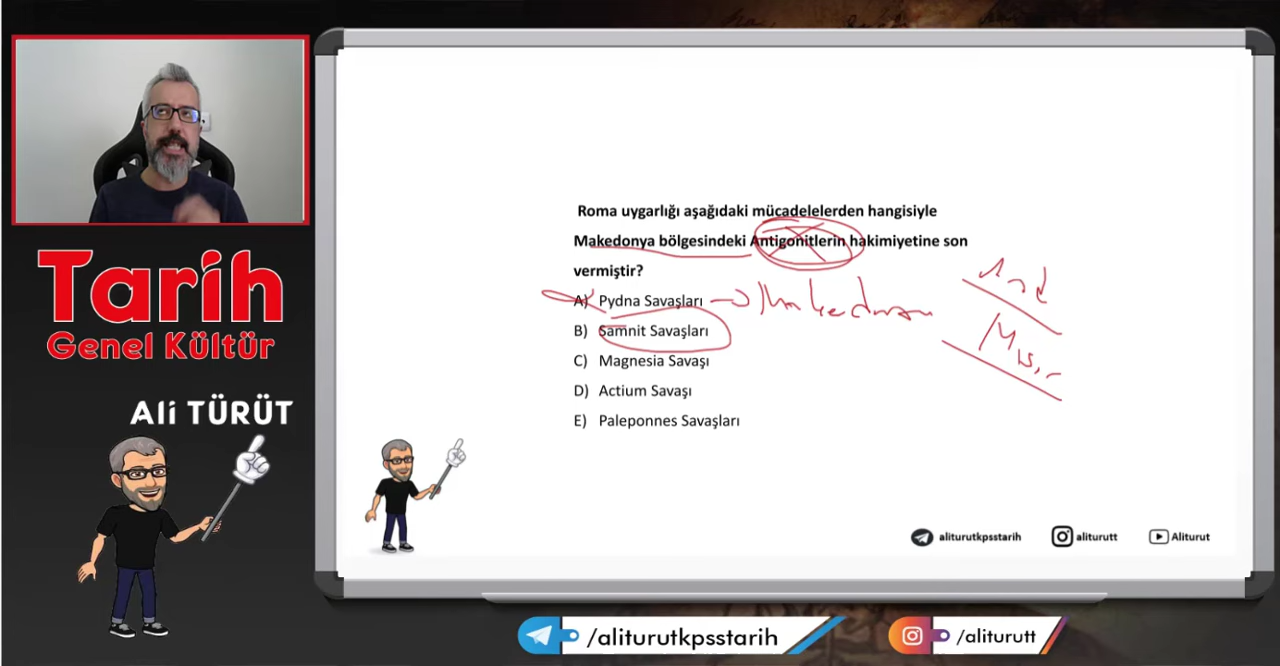 Tarih
Genel Kültür
Ali TÜRÜT
Roma uygarlığı aşağıdaki mücadelelerden hangisiyle
Makedonya bölgesindeki Antigonitlerin hakimiyetine son
vermiştir?
A) Pydna Savaşları
B) Samnit Savaşları
C) Magnesia Savaşı
D) Actium Savaşı
E) Paleponnes Savaşları
Mısır
aliturutkpsstarih
aliturutt
Aliturut
/aliturutkpsstarih
/aliturutt